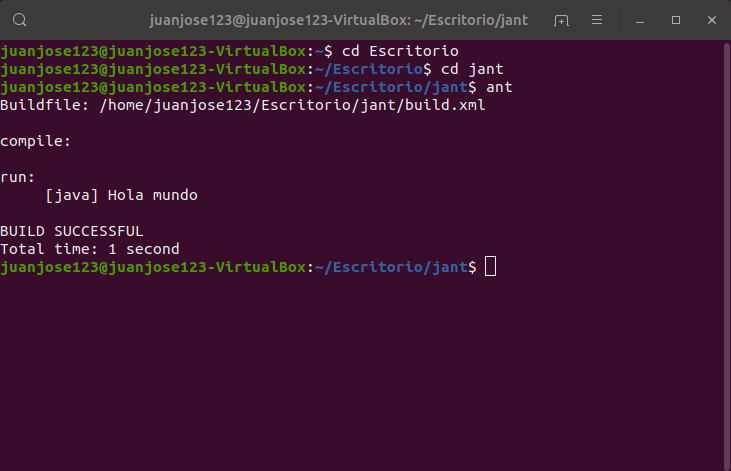 juanjose123@juanjose123-VirtualBox: ~/Escritorio/jant
juanjose123@juanjose123-VirtualBox:~$ cd Escritorio
juanjose123@juanjose123-VirtualBox:~/Escritorio$ cd jant
juanjose123@juanjose123-VirtualBox:~/Escritorio/jant$ ant
Buildfile: /home/juanjose123/Escritorio/jant/build.xml
compile:
run:
[java] Hola mundo
BUILD SUCCESSFUL
Total time: 1 second
juanjose123@juanjose123-VirtualBox:~/Escritorio/jant$